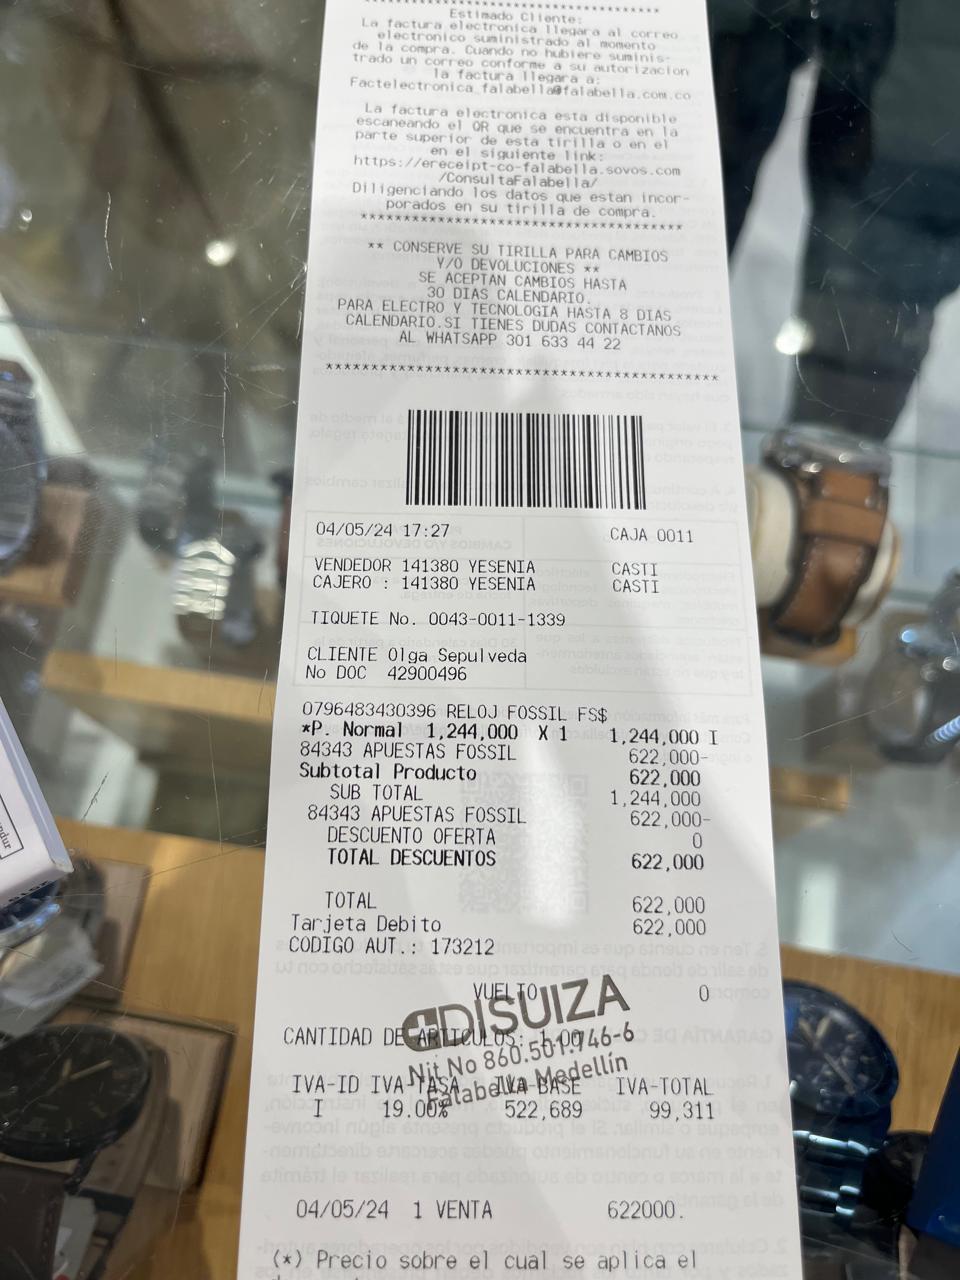 ****************************************
Estimado Cliente:
La factura electronica llegara al correo
electronico suministrado al momento
de la compra. Cuando no hubiere suminis-
trado un correo conforme a su autorizacion
la factura llegara a:
Factelectronica_falabella@falabella.com.co
La factura electronica esta disponible
escaneando el QR que se encuentra en la
parte superior de esta tirilla o en el
en el siguiente link:
https://ereceipt-co-falabella.sovos.com
/ConsultaFalabella/
Diligenciando los datos que estan incor-
porados en su tirilla de compra.
****************************************
** CONSERVE SU TIRILLA PARA CAMBIOS
Y/O DEVOLUCIONES **
SE ACEPTAN CAMBIOS HASTA
30 DIAS CALENDARIO.
PARA ELECTRO Y TECNOLOGIA HASTA 8 DIAS
CALENDARIO.SI TIENES DUDAS CONTACTANOS
AL WHATSAPP 301 633 44 22
************************************************
04/05/24 17:27 CAJA 0011
VENDEDOR 141380 YESENIA CASTI
CAJERO : 141380 YESENIA CASTI
TIQUETE No. 0043-0011-1339
CLIENTE Olga Sepulveda
No DOC 42900496
0796483430396 RELOJ FOSSIL FS$
*P. Normal 1,244,000 X 1 1,244,000 I
84343 APUESTAS FOSSIL 622,000-
Subtotal Producto 622,000
SUB TOTAL 1,244,000
84343 APUESTAS FOSSIL 622,000-
DESCUENTO OFERTA 0
TOTAL DESCUENTOS 622,000
TOTAL 622,000
Tarjeta Debito 622,000
CODIGO AUT.: 173212
VUELTO 0
DISUIZA
CANTIDAD DE ARTICULOS: 1.00
Nit No 860.501.746-6
Falabella Medellín
IVA-ID IVA-TASA IVA-BASE IVA-TOTAL
I 19.00% 522,689 99,311
04/05/24 1 VENTA 622000.
(*) Precio sobre el cual se aplica el